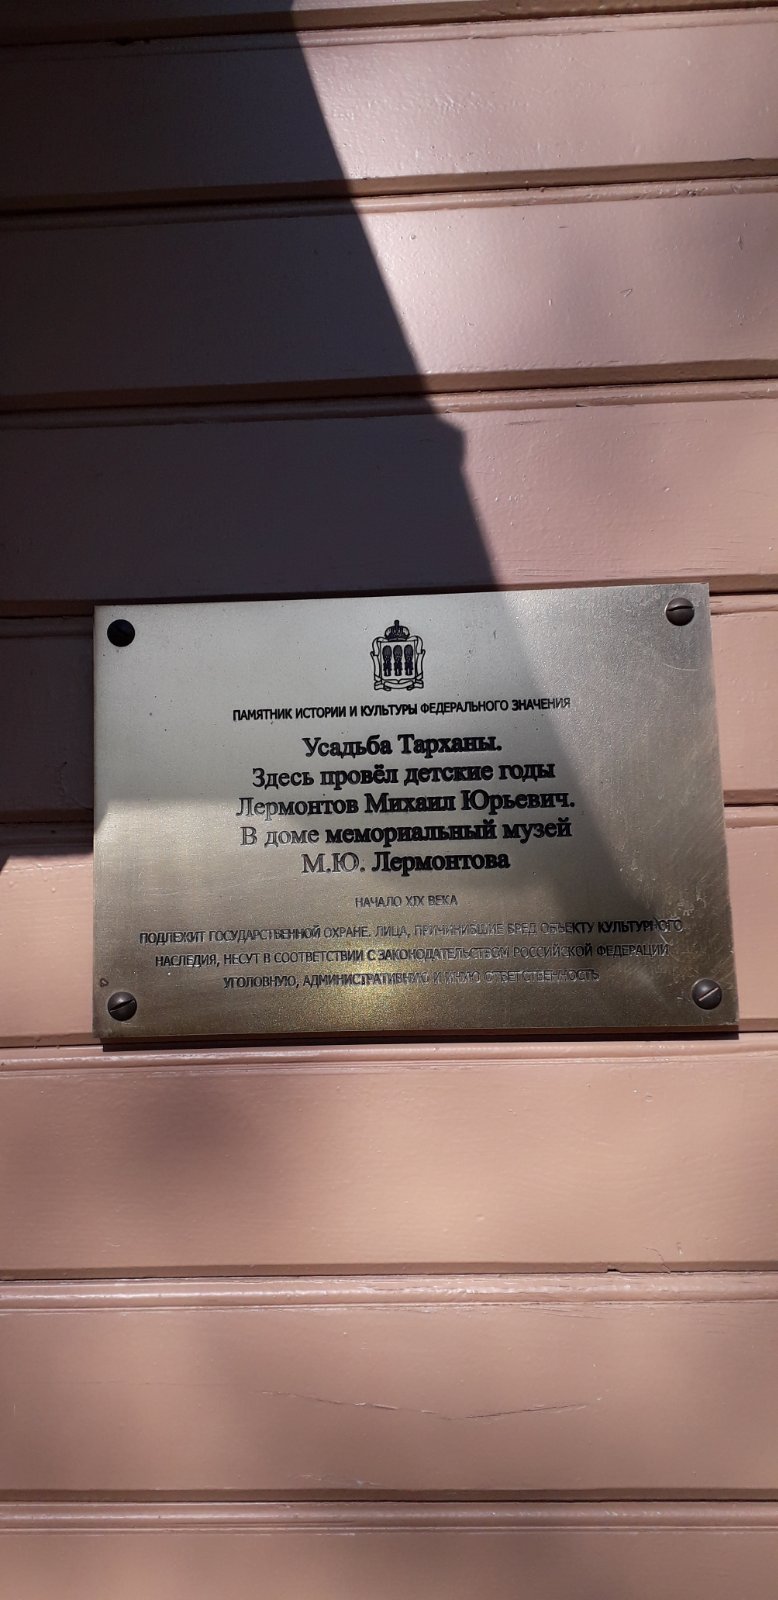 ПАМЯТНИК ИСТОРИИ И КУЛЬТУРЫ ФЕДЕРАЛЬНОГО ЗНАЧЕНИЯ
Усадьба Тарханы.
Здесь провёл детские годы
Лермонтов Михаил Юрьевич.
В доме мемориальный музей
М.Ю. Лермонтова
НАЧАЛО XIX ВЕКА
ПОДЛЕЖИТ ГОСУДАРСТВЕННОЙ ОХРАНЕ. ЛИЦА, ПРИЧИНИВШИЕ ВРЕД ОБЪЕКТУ КУЛЬТУРНОГО
НАСЛЕДИЯ, НЕСУТ В СООТВЕТСТВИИ С ЗАКОНОДАТЕЛЬСТВОМ РОССИЙСКОЙ ФЕДЕРАЦИИ
УГОЛОВНУЮ, АДМИНИСТРАТИВНУЮ И ИНУЮ ОТВЕТСТВЕННОСТЬ